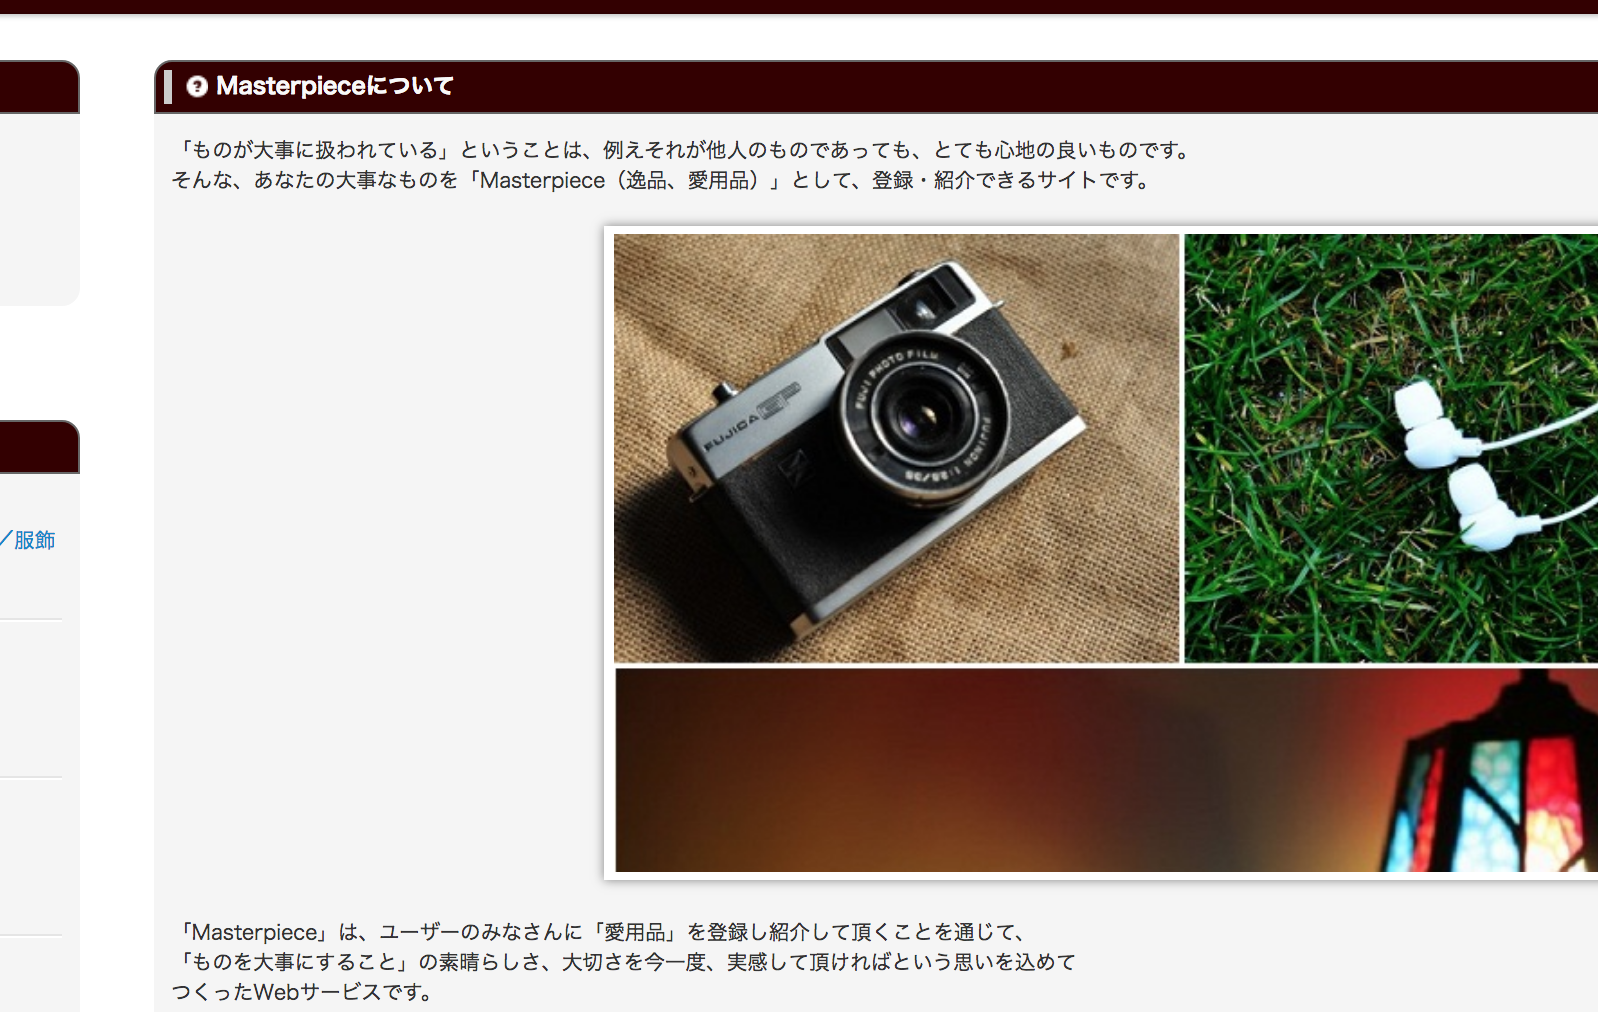 Masterpieceについて
「ものが大事に扱われている」ということは、例えそれが他人のものであっても、とても心地の良いものです。
そんな、あなたの大事なものを「Masterpiece（逸品、愛用品）」として、登録・紹介できるサイトです。
FUJI PHOTO FILM
FUJICA GP
FUJINON 1:28/38
／服飾
「Masterpiece」は、ユーザーのみなさんに「愛用品」を登録し紹介して頂くことを通じて、
「ものを大事にすること」の素晴らしさ、大切さを今一度、実感して頂ければという思いを込めて
つくったWebサービスです。